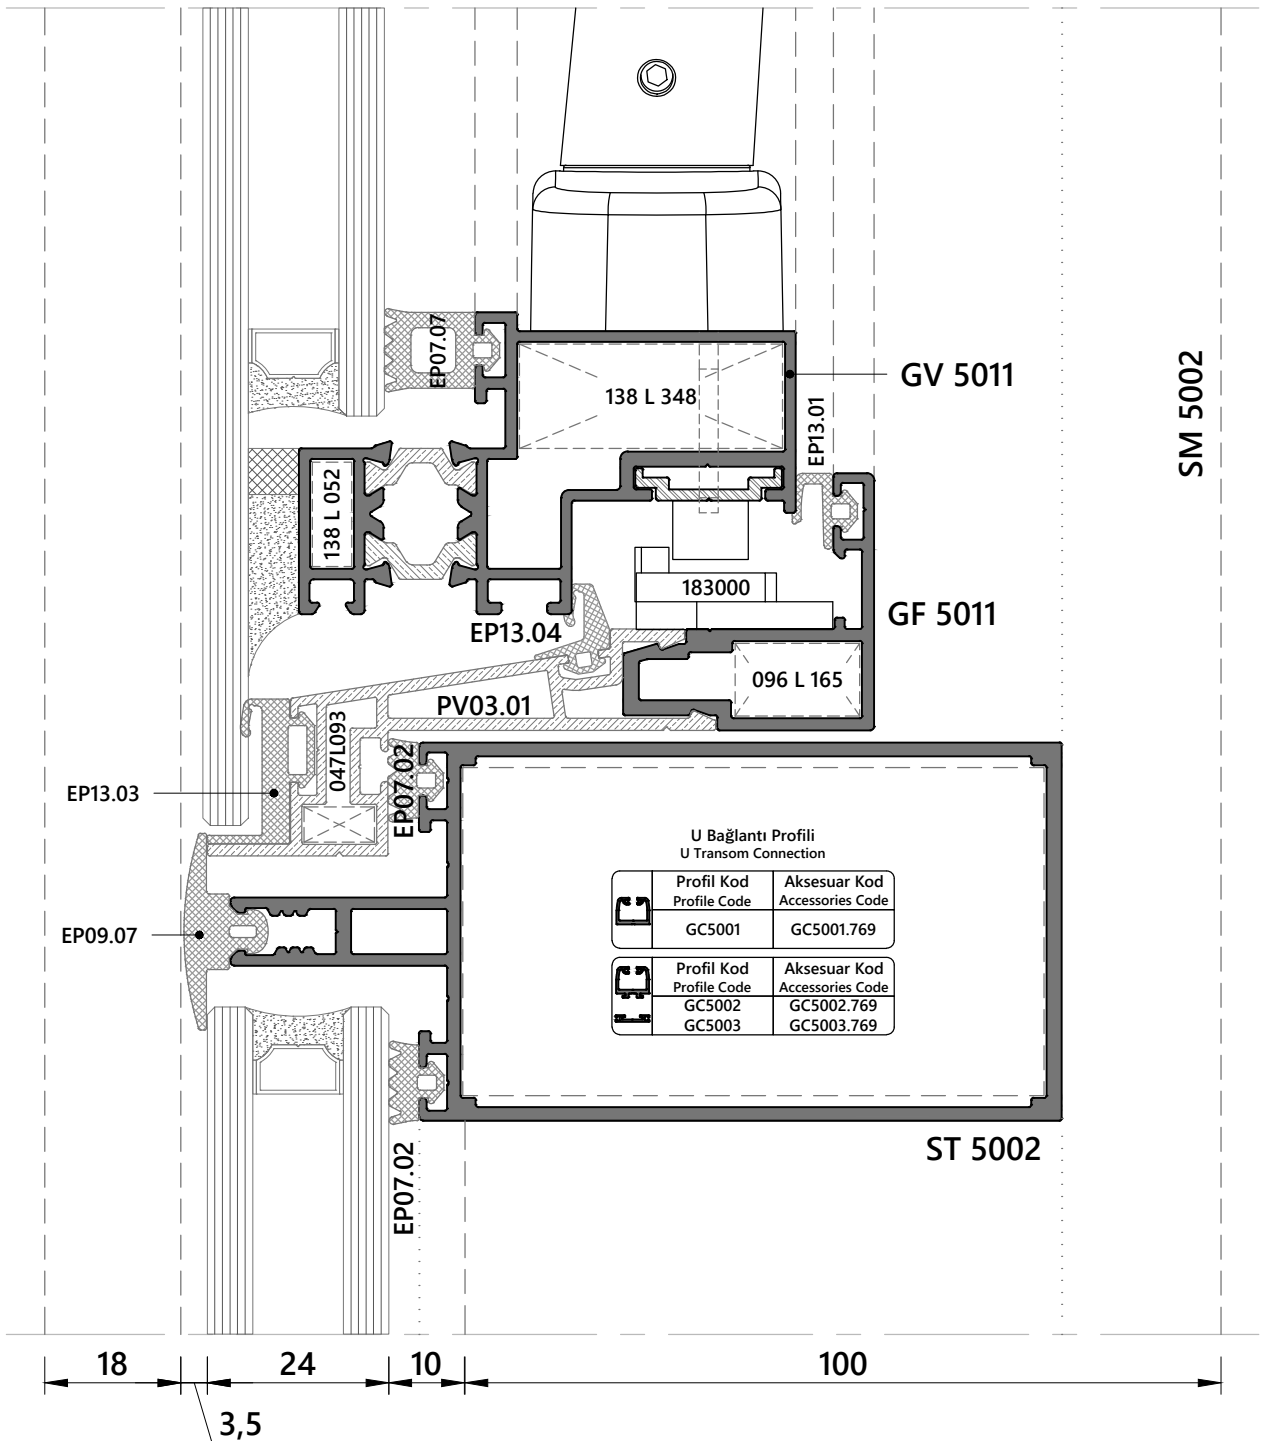 EP07.07
138 L 348
GV 5011
EP13.01
SM 5002
138 L 052
183000
GF 5011
EP13.04
096 L 165
PV03.01
047L093
EP07.02
EP13.03
U Bağlantı Profili
U Transom Connection
Profil Kod Aksesuar Kod
Profile Code Accessories Code
GC5001 GC5001.769
EP09.07
Profil Kod Aksesuar Kod
Profile Code Accessories Code
GC5002 GC5002.769
GC5003 GC5003.769
ST 5002
EP07.02
18 24 10 100
3,5